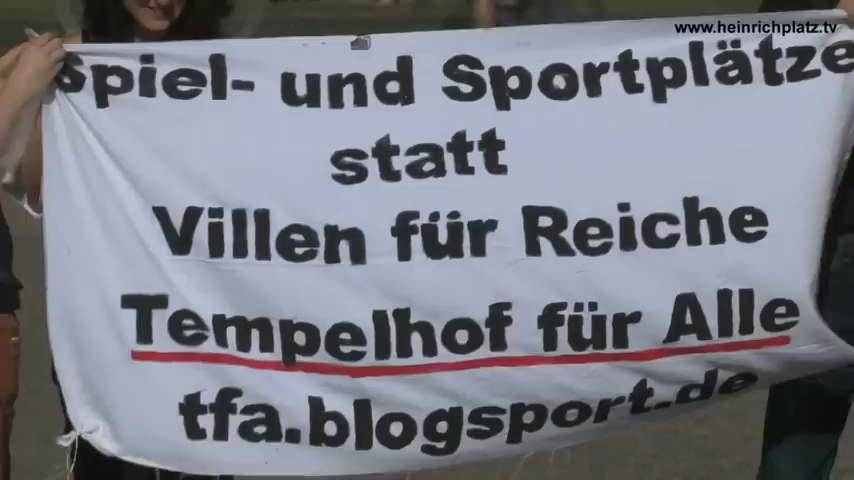 www.heinrichplatz.tv
Spiel- und Sportplätze
statt
Villen für Reiche
Tempelhof für Alle
tfa.blogsport.de